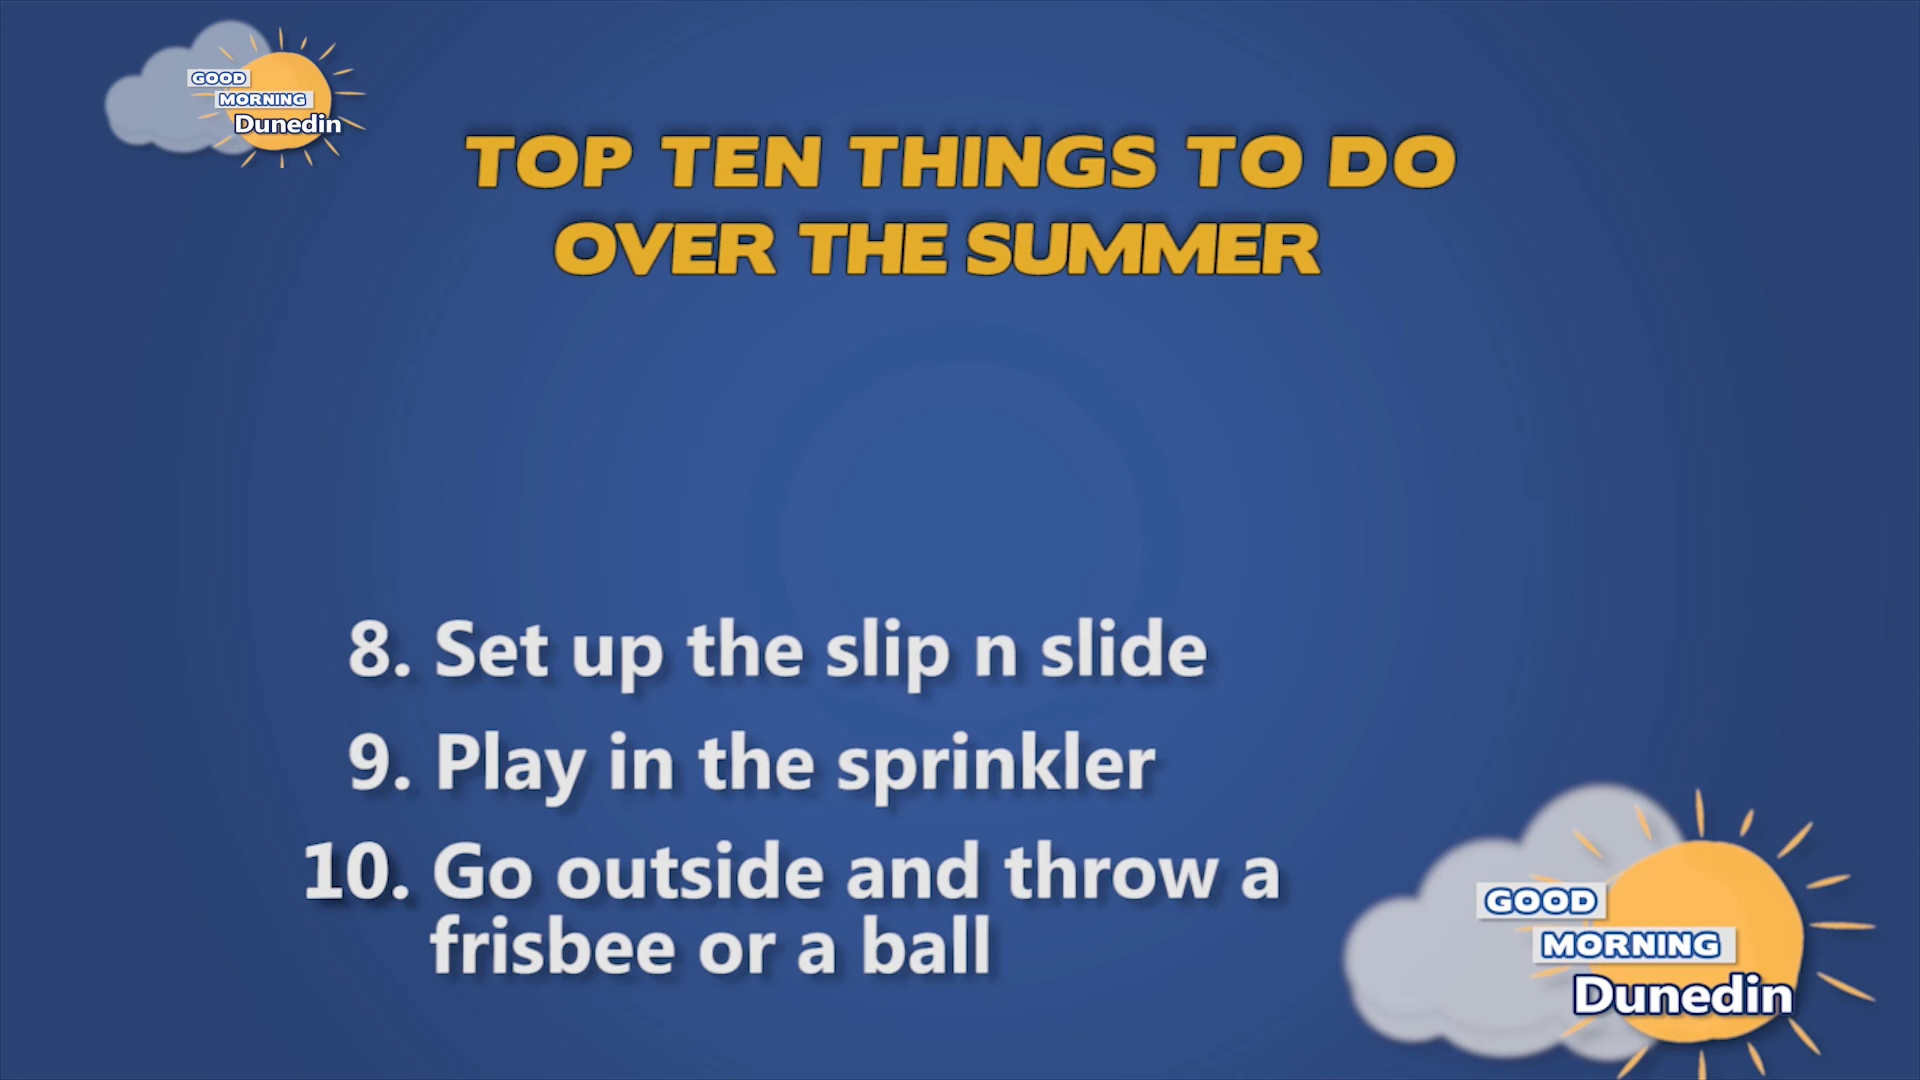 GOOD
MORNING
Dunedin
TOP TEN THINGS TO DO
OVER THE SUMMER
8. Set up the slip n slide
9. Play in the sprinkler
10. Go outside and throw a
frisbee or a ball
GOOD
MORNING
Dunedin